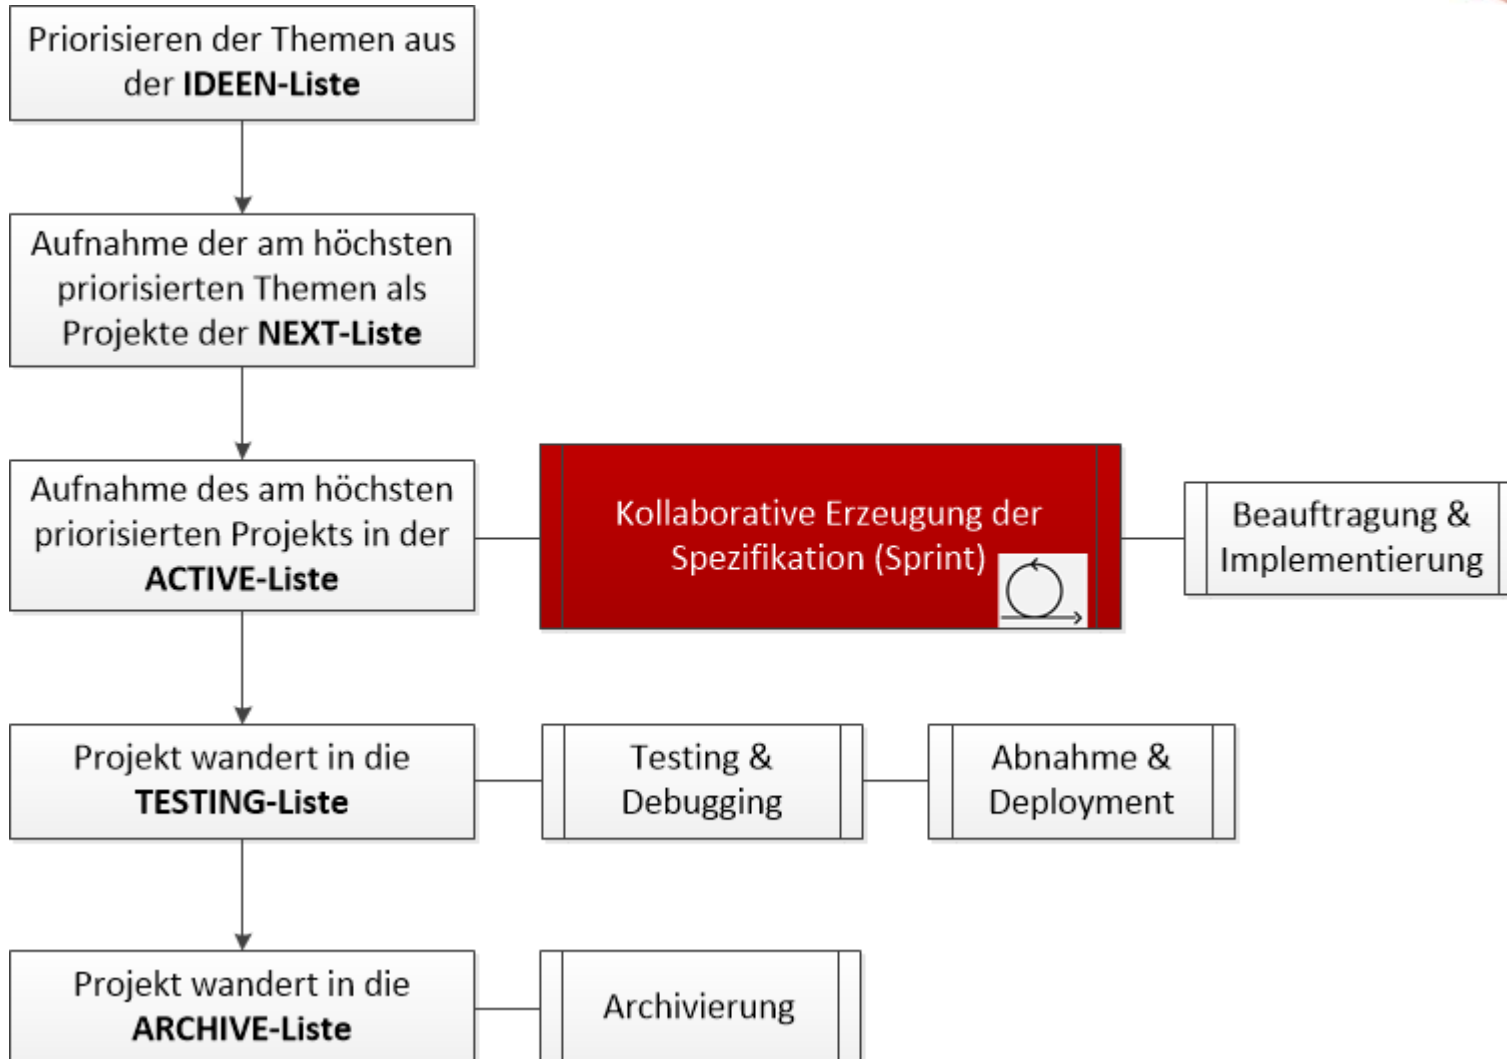 Priorisieren der Themen aus
der IDEEN-Liste
Aufnahme der am höchsten
priorisierten Themen als
Projekte der NEXT-Liste
Aufnahme des am höchsten
priorisierten Projekts in der
ACTIVE-Liste
Kollaborative Erzeugung der
Spezifikation (Sprint)
Beauftragung &
Implementierung
Projekt wandert in die
TESTING-Liste
Testing &
Debugging
Abnahme &
Deployment
Projekt wandert in die
ARCHIVE-Liste
Archivierung